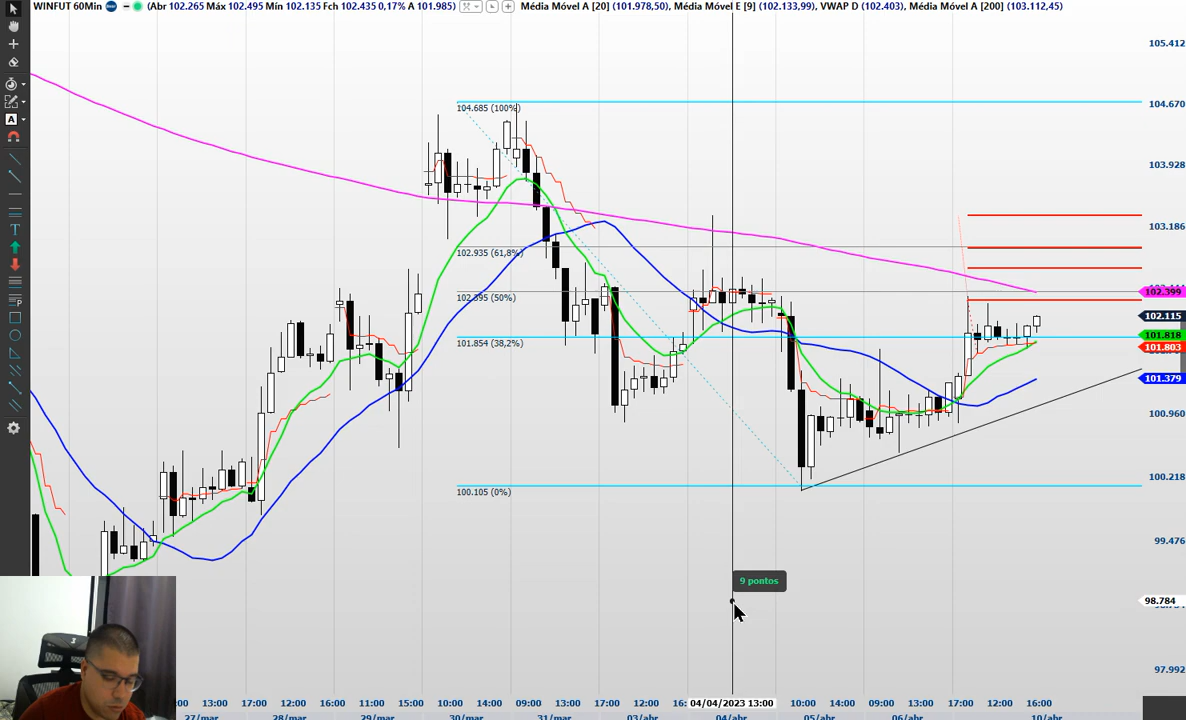 WINFUT 60Min (Abr 102.265 Máx 102.495 Mín 102.135 Fch 102.435 0,17% A 101.985) Média Móvel A [20] (101.978,50), Média Móvel E [9] (102.133,99), VWAP D (102.403), Média Móvel A [200] (103.112,45)
105.412
104.670
104.685 (100%)
103.928
103.186
102.935 (61,8%)
102.399
102.395 (50%)
102.115
101.818
101.854 (38,2%)
101.803
101.379
100.960
100.218
100.105 (0%)
99.476
9 pontos
98.784
97.992
A
T
P
:00 13:00 10:00 14:00 12:00 16:00 11:00 15:00 10:00 14:00 09:00 13:00 17:00 12:00 16: 04/04/2023 13:00 10:00 14:00 09:00 13:00 17:00 12:00 16:00
27/mar 28/mar 29/mar 30/mar 31/mar 03/abr 04/abr 05/abr 06/abr 10/abr